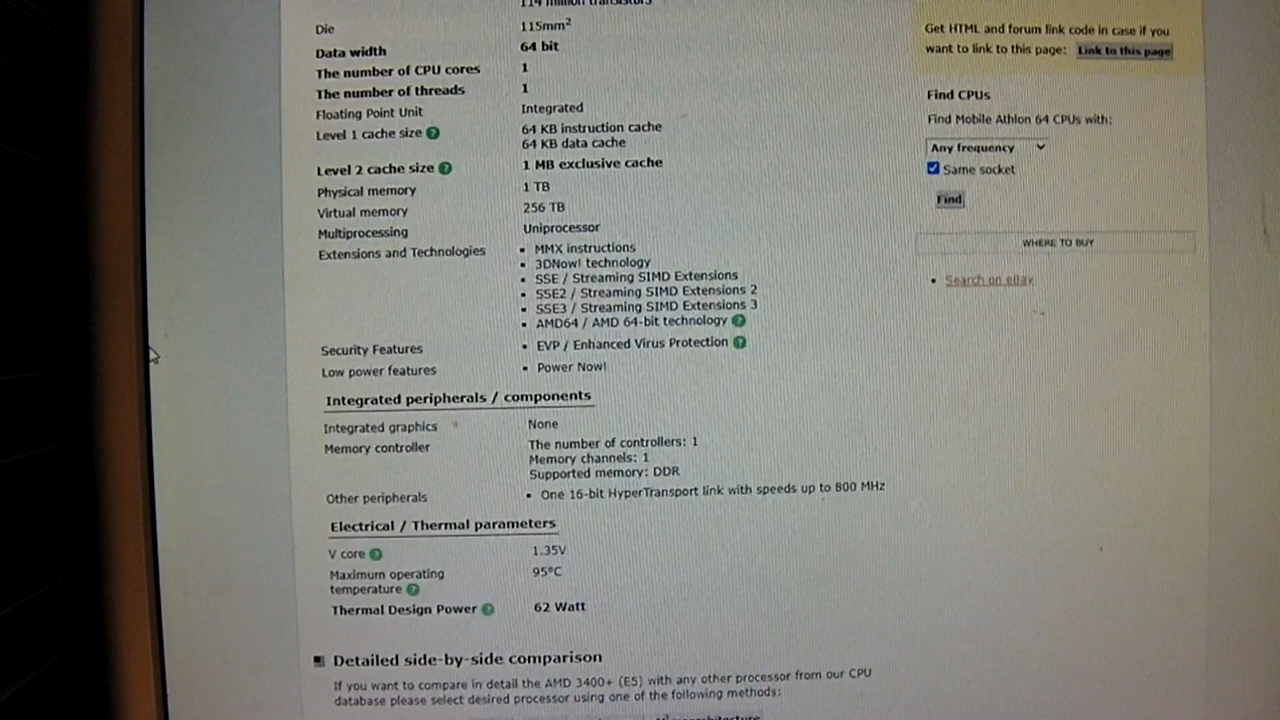 114 million transistors
Die 115mm²
Data width 64 bit
The number of CPU cores 1
The number of threads 1
Floating Point Unit Integrated
Level 1 cache size ? 64 KB instruction cache
64 KB data cache
Level 2 cache size ? 1 MB exclusive cache
Physical memory 1 TB
Virtual memory 256 TB
Multiprocessing Uniprocessor
Extensions and Technologies
▪ MMX instructions
▪ 3DNow! technology
▪ SSE / Streaming SIMD Extensions
▪ SSE2 / Streaming SIMD Extensions 2
▪ SSE3 / Streaming SIMD Extensions 3
▪ AMD64 / AMD 64-bit technology ?
Security Features ▪ EVP / Enhanced Virus Protection ?
Low power features ▪ Power Now!
Integrated peripherals / components
Integrated graphics None
Memory controller The number of controllers: 1
Memory channels: 1
Supported memory: DDR
Other peripherals ▪ One 16-bit HyperTransport link with speeds up to 800 MHz
Electrical / Thermal parameters
V core ? 1.35V
Maximum operating temperature ? 95°C
Thermal Design Power ? 62 Watt
Detailed side-by-side comparison
If you want to compare in detail the AMD 3400+ (E5) with any other processor from our CPU
database please select desired processor using one of the following methods:
Get HTML and forum link code in case if you
want to link to this page: Link to this page
Find CPUs
Find Mobile Athlon 64 CPUs with:
Any frequency
Same socket
Find
WHERE TO BUY
▪ Search on eBay